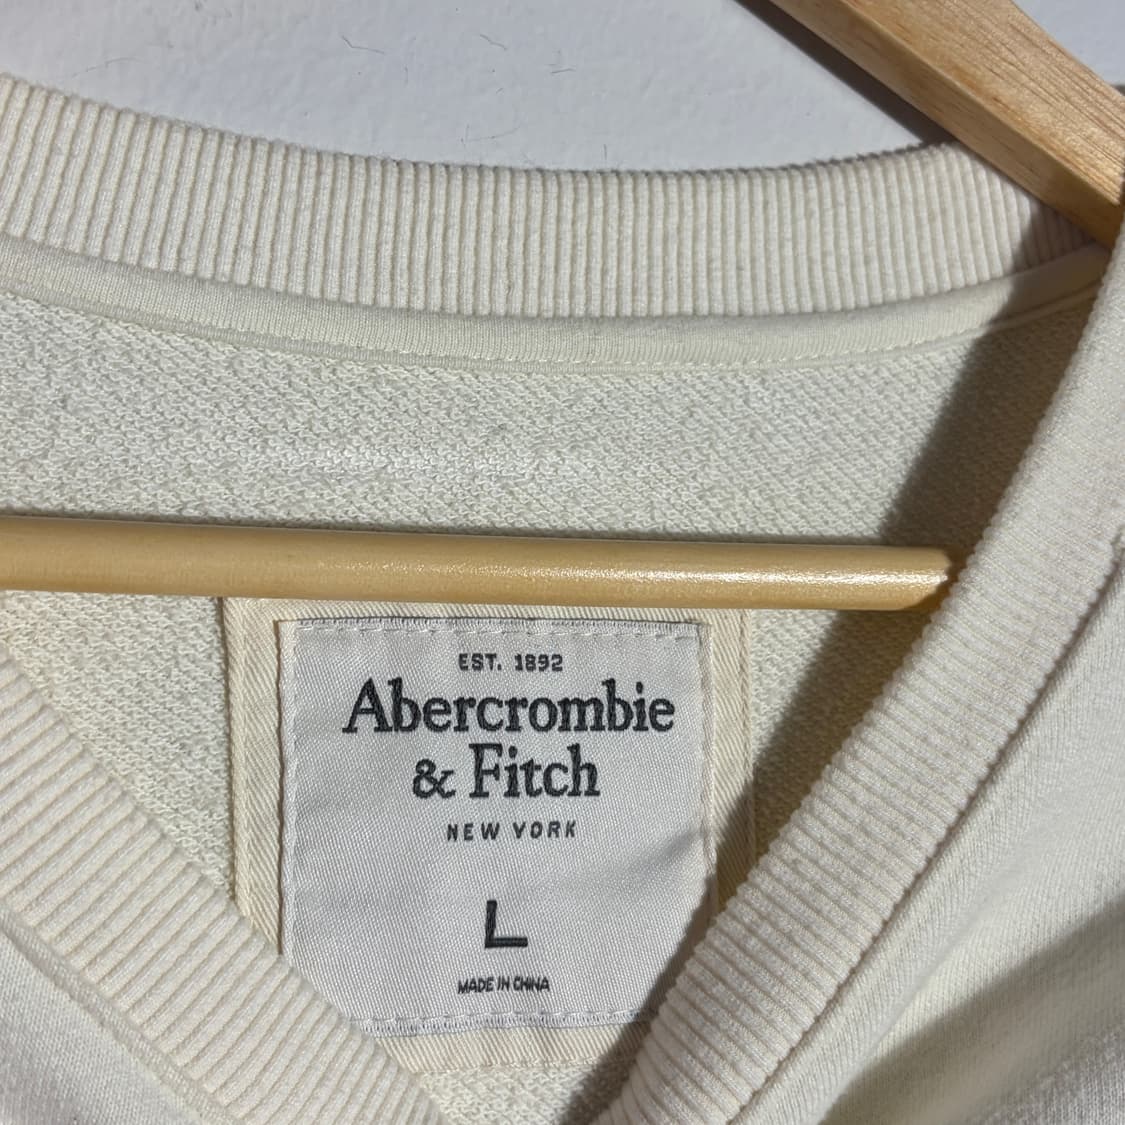 EST. 1892
Abercrombie
& Fitch
NEW YORK
L
MADE IN CHINA